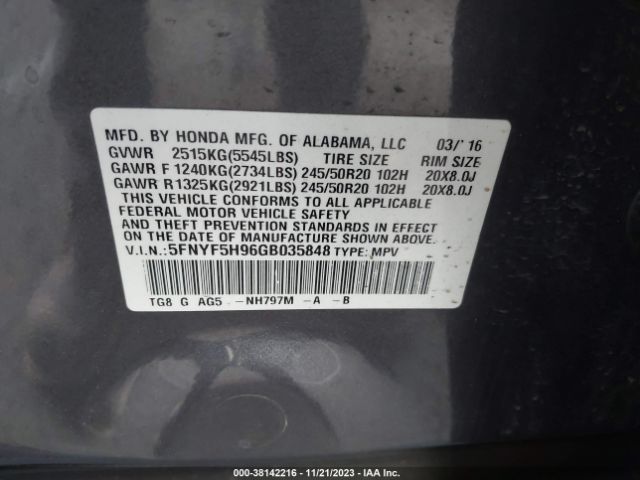 MFD. BY HONDA MFG. OF ALABAMA, LLC 03/'16
GVWR 2515KG(5545LBS) TIRE SIZE RIM SIZE
GAWR F 1240KG(2734LBS) 245/50R20 102H 20X8.0J
GAWR R 1325KG(2921LBS) 245/50R20 102H 20X8.0J
THIS VEHICLE CONFORMS TO ALL APPLICABLE
FEDERAL MOTOR VEHICLE SAFETY
AND THEFT PREVENTION STANDARDS IN EFFECT
ON THE DATE OF MANUFACTURE SHOWN ABOVE.
V.I.N.: 5FNYF5H96GB035848 TYPE: MPV
TG8 G AG5 -NH797M -A -B
000-38142216 - 11/21/2023 - IAA Inc.